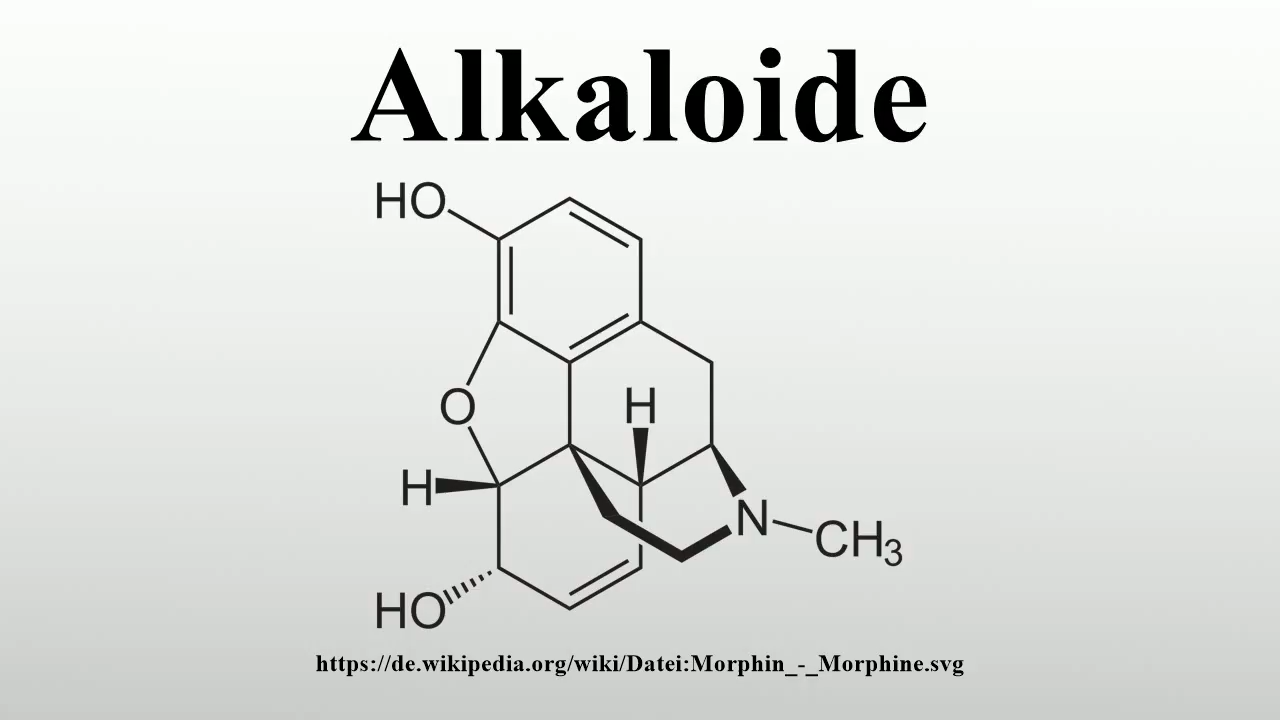 Alkaloide
HO
O
H
H
N
CH3
HO
https://de.wikipedia.org/wiki/Datei:Morphin_-_Morphine.svg